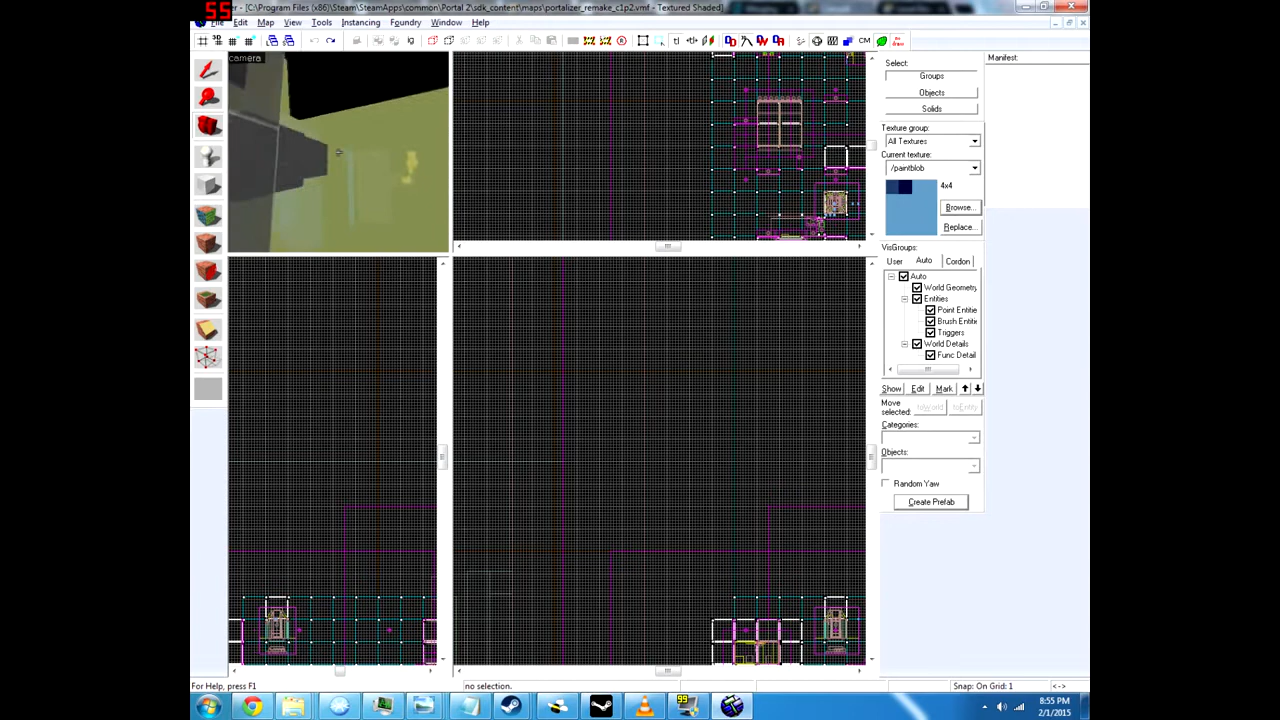 55
- [C:\Program Files (x86)\Steam\SteamApps\common\Portal 2\sdk_content\maps\portalizer_remake_c1p2.vmf - Textured Shaded]
File Edit Map View Tools Instancing Foundry Window Help
camera
Select:
Groups
Objects
Solids
Texture group:
All Textures
Current texture:
/paintblob
4x4
Browse...
Replace...
VisGroups:
User Auto Cordon
Auto
World Geometry
Entities
Point Entitie
Brush Entitie
Triggers
World Details
Func Detail
Show Edit Mark
Move selected: toWorld toEntity
Categories:
Objects:
Random Yaw
Create Prefab
Manifest:
For Help, press F1
no selection.
Snap: On Grid: 1
<->
99
8:55 PM
2/1/2015